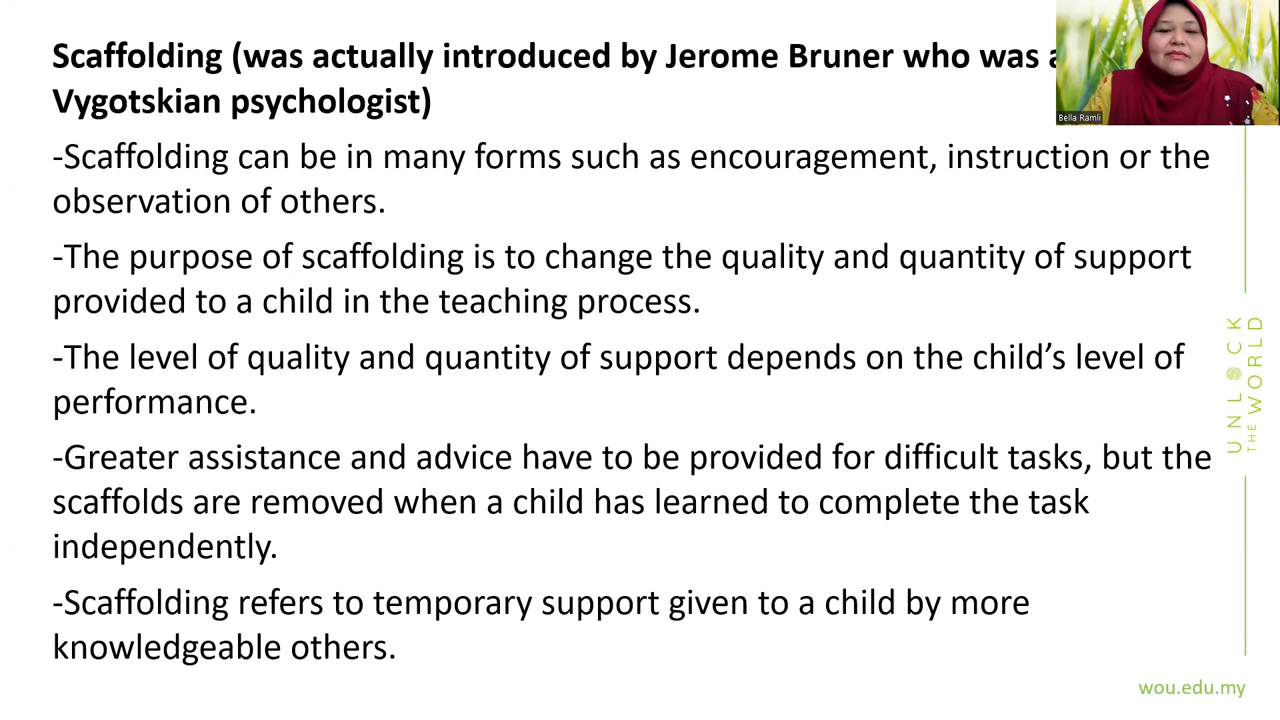 Scaffolding (was actually introduced by Jerome Bruner who was a
Vygotskian psychologist)
-Scaffolding can be in many forms such as encouragement, instruction or the
observation of others.
-The purpose of scaffolding is to change the quality and quantity of support
provided to a child in the teaching process.
-The level of quality and quantity of support depends on the child’s level of
performance.
-Greater assistance and advice have to be provided for difficult tasks, but the
scaffolds are removed when a child has learned to complete the task
independently.
-Scaffolding refers to temporary support given to a child by more
knowledgeable others.
Bella Ramli
UNLOCK
THE WORLD
wou.edu.my